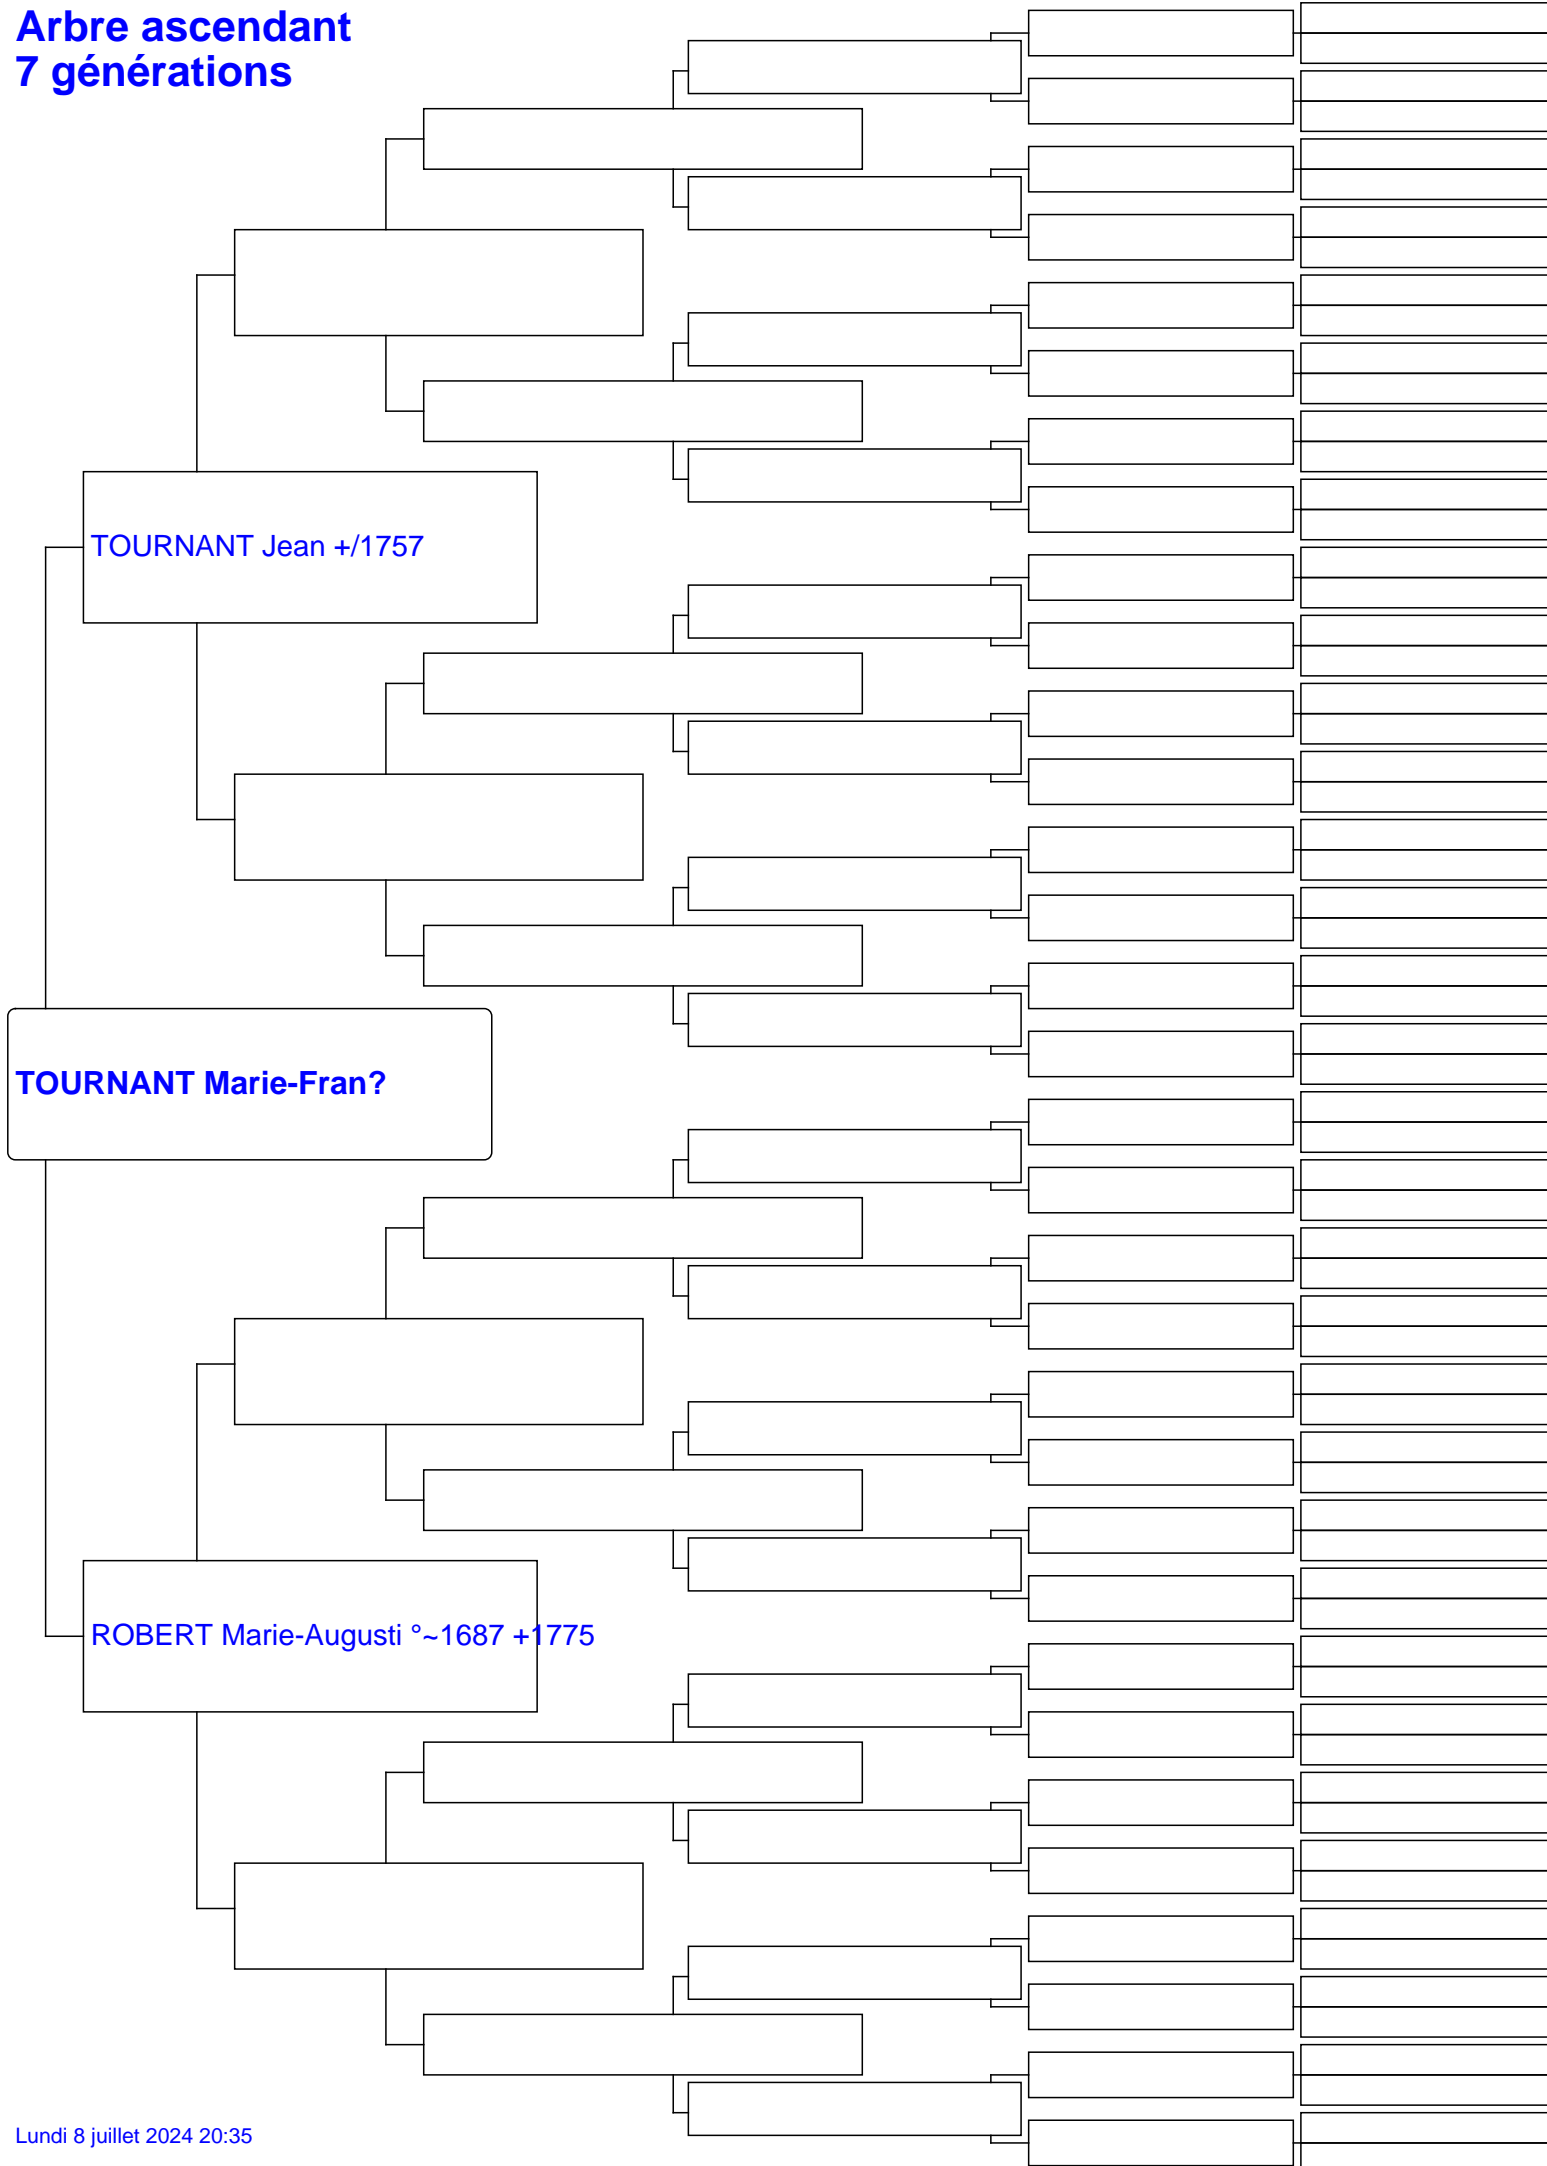 Arbre ascendant
7 générations
TOURNANT Jean +/1757
TOURNANT Marie-Fran?
ROBERT Marie-Augusti °~1687 +1775
Lundi 8 juillet 2024 20:35